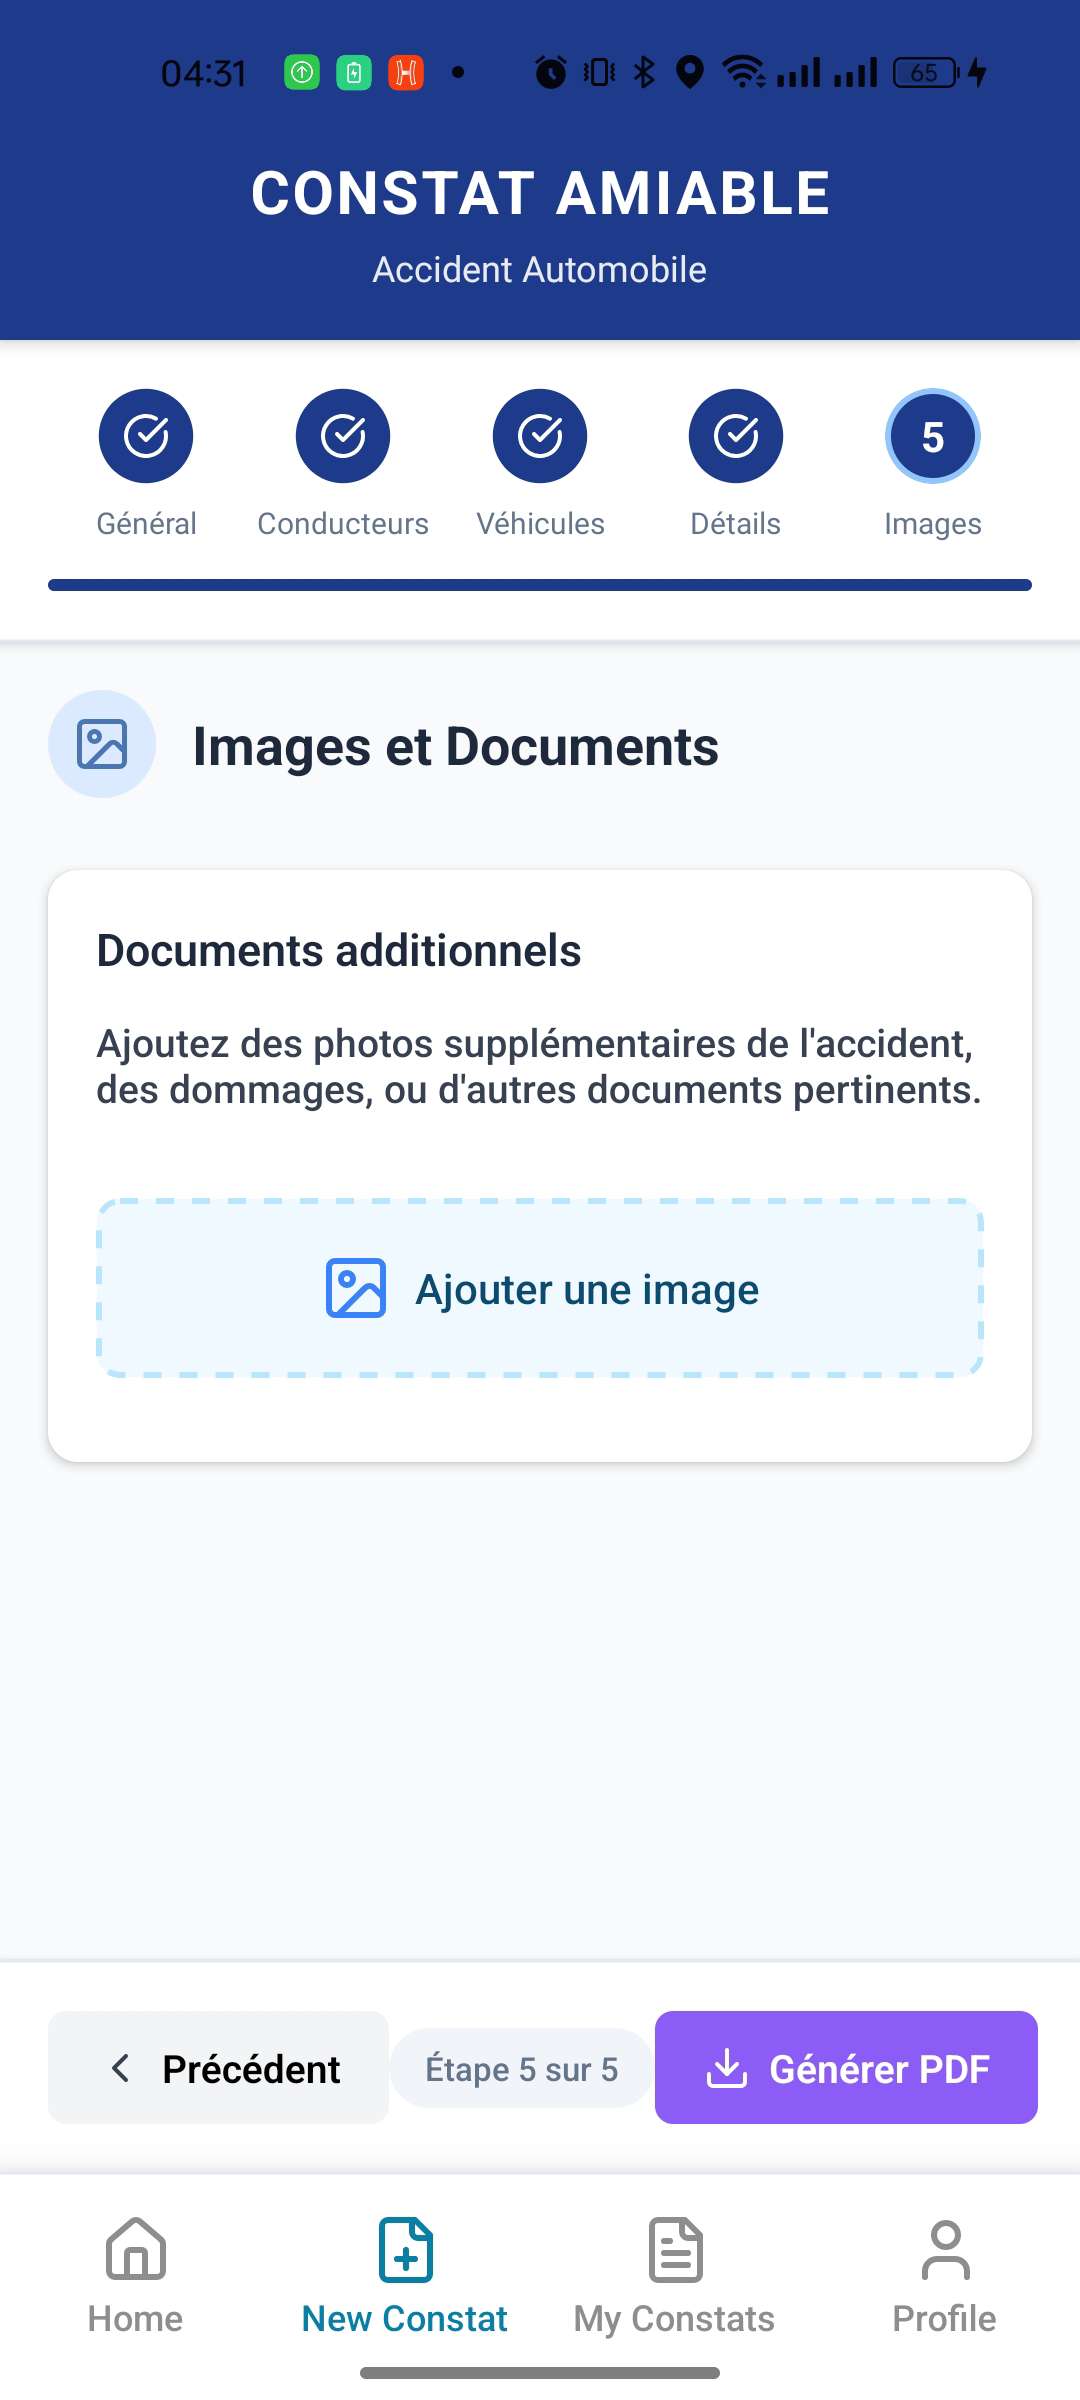 04:31
65
CONSTAT AMIABLE
Accident Automobile
5
Général
Conducteurs
Véhicules
Détails
Images
Images et Documents
Documents additionnels
Ajoutez des photos supplémentaires de l'accident,
des dommages, ou d'autres documents pertinents.
Ajouter une image
Précédent
Étape 5 sur 5
Générer PDF
Home
New Constat
My Constats
Profile